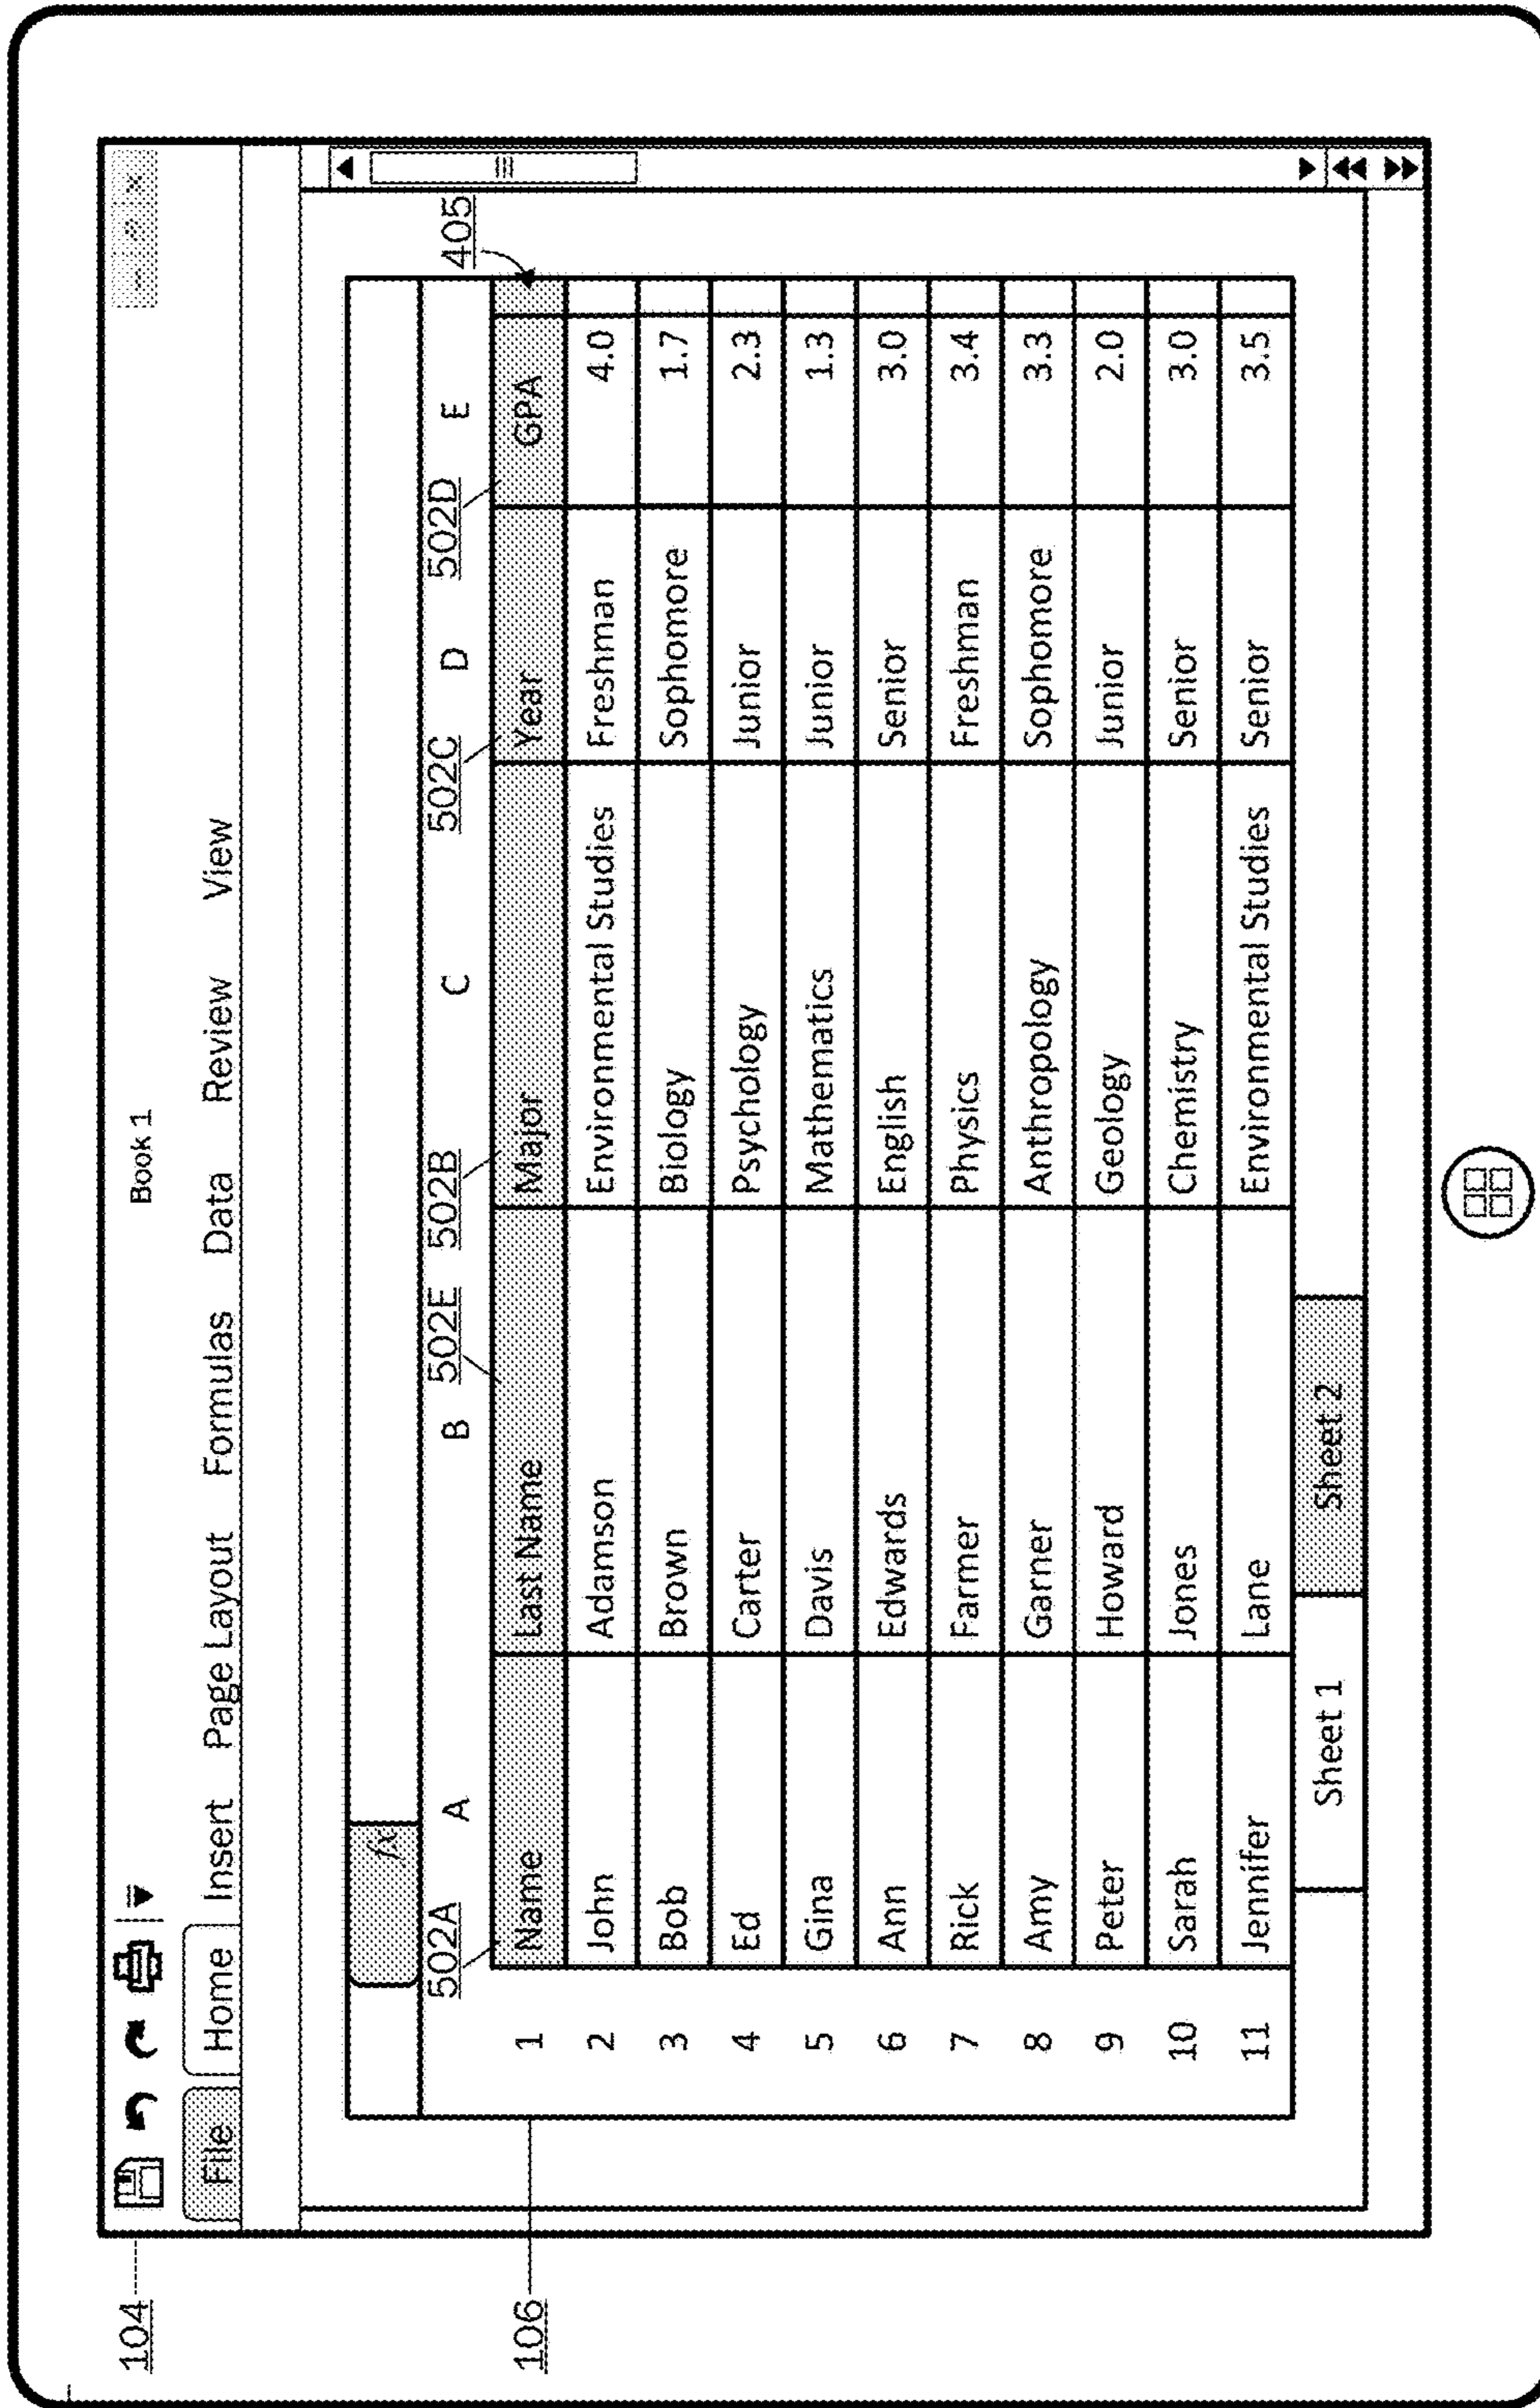 104
Book 1
File Home Insert Page Layout Formulas Data Review View
fx
502A A B 502E 502B C 502C D 502D E 405
106
1 Name Last Name Major Year GPA
2 John Adamson Environmental Studies Freshman 4.0
3 Bob Brown Biology Sophomore 1.7
4 Ed Carter Psychology Junior 2.3
5 Gina Davis Mathematics Junior 1.3
6 Ann Edwards English Senior 3.0
7 Rick Farmer Physics Freshman 3.4
8 Amy Garner Anthropology Sophomore 3.3
9 Peter Howard Geology Junior 2.0
10 Sarah Jones Chemistry Senior 3.0
11 Jennifer Lane Environmental Studies Senior 3.5
Sheet 1 Sheet 2